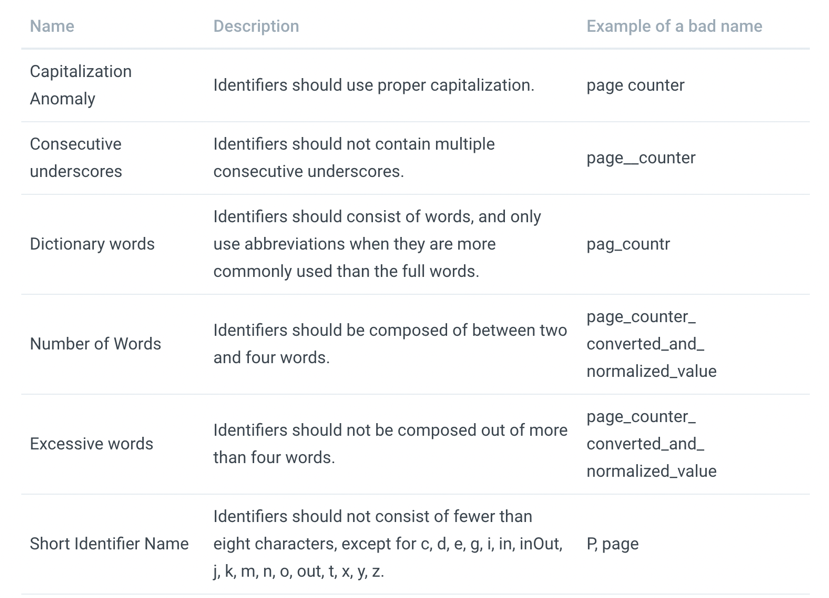 Name Description Example of a bad name
Capitalization
Anomaly
Identifiers should use proper capitalization.
page counter
Consecutive
underscores
Identifiers should not contain multiple
consecutive underscores.
page__counter
Dictionary words
Identifiers should consist of words, and only
use abbreviations when they are more
commonly used than the full words.
pag_countr
Number of Words
Identifiers should be composed of between two
and four words.
page_counter_
converted_and_
normalized_value
Excessive words
Identifiers should not be composed out of more
than four words.
page_counter_
converted_and_
normalized_value
Short Identifier Name
Identifiers should not consist of fewer than
eight characters, except for c, d, e, g, i, in, inOut,
j, k, m, n, o, out, t, x, y, z.
P, page